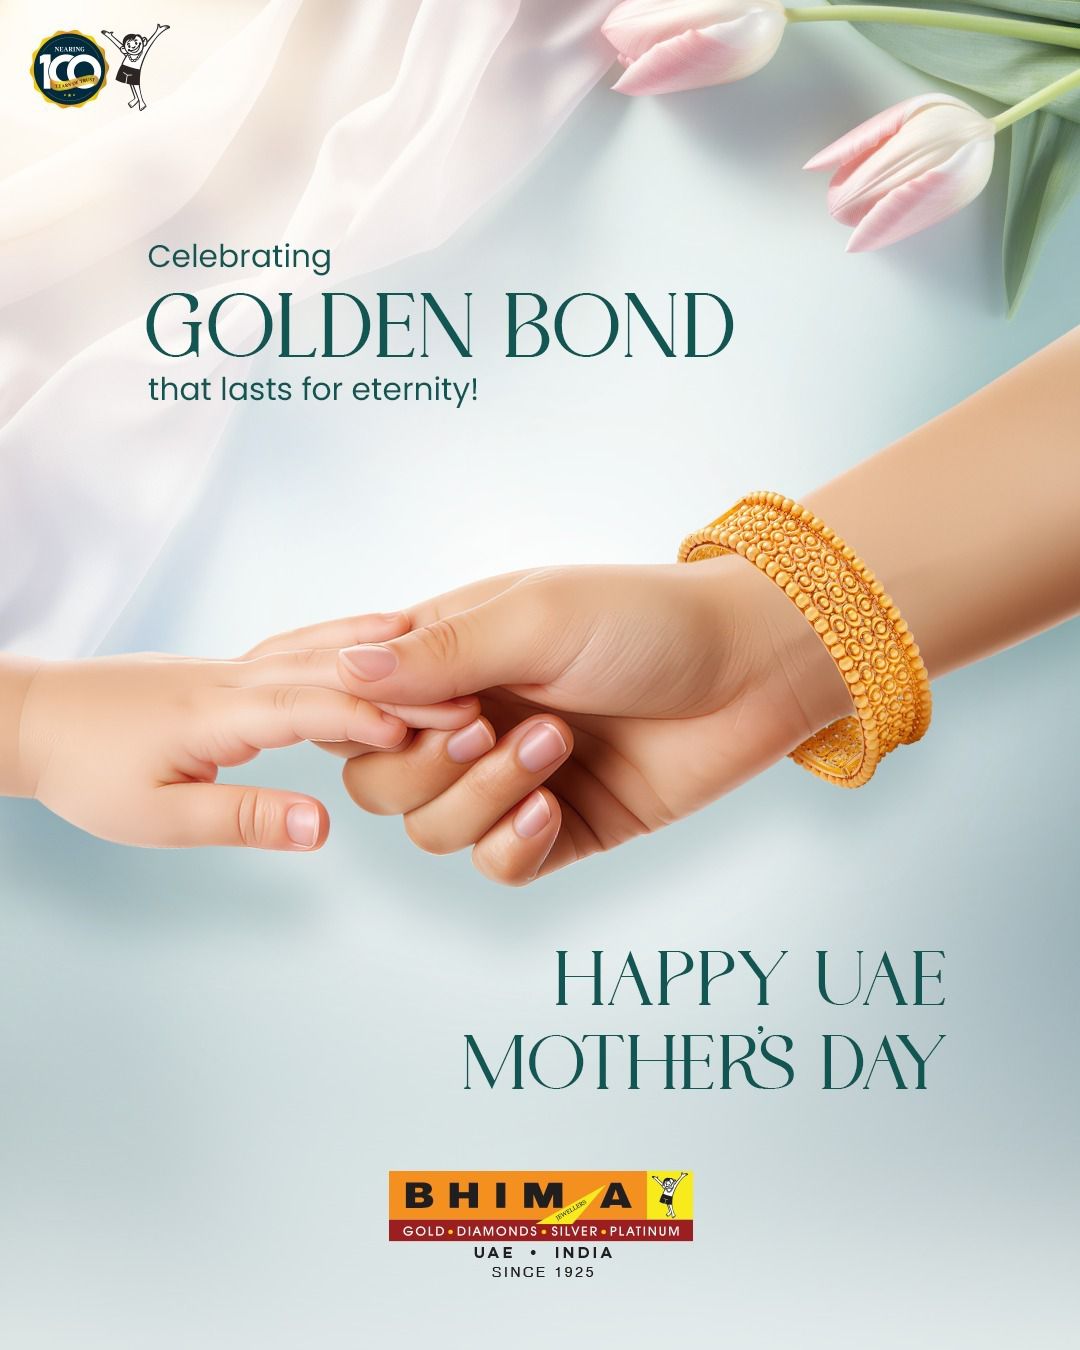 NEARING
100
YEARS OF TRUST
Celebrating
GOLDEN BOND
that lasts for eternity!
HAPPY UAE
MOTHER'S DAY
BHIMA
JEWELLERS
GOLD • DIAMONDS • SILVER • PLATINUM
UAE • INDIA
SINCE 1925